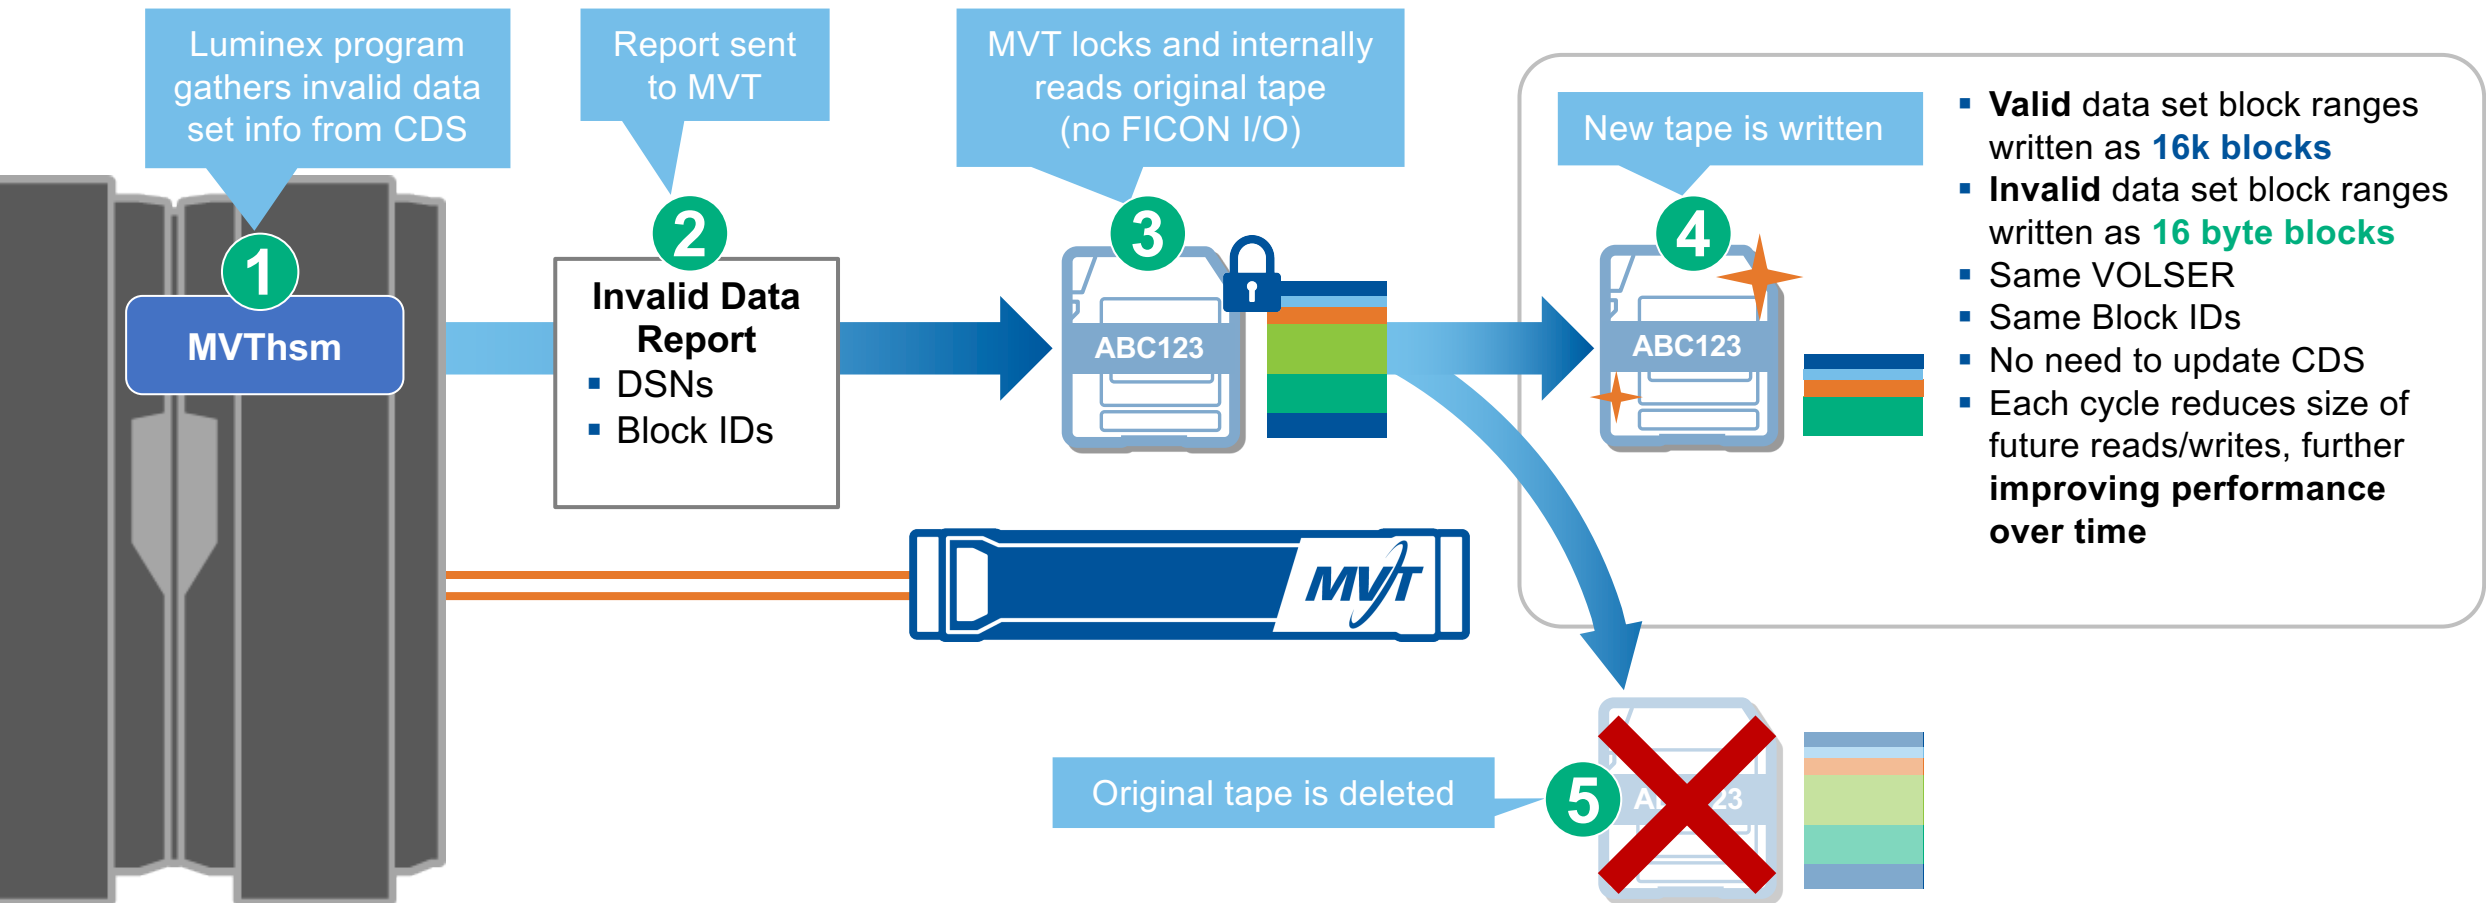 Luminex program
gathers invalid data
set info from CDS
1
MVThsm
Report sent
to MVT
2
Invalid Data
Report
▪ DSNs
▪ Block IDs
MVT locks and internally
reads original tape
(no FICON I/O)
3
ABC123
New tape is written
4
ABC123
▪ Valid data set block ranges
written as 16k blocks
▪ Invalid data set block ranges
written as 16 byte blocks
▪ Same VOLSER
▪ Same Block IDs
▪ No need to update CDS
▪ Each cycle reduces size of
future reads/writes, further
improving performance
over time
MVT
Original tape is deleted
5